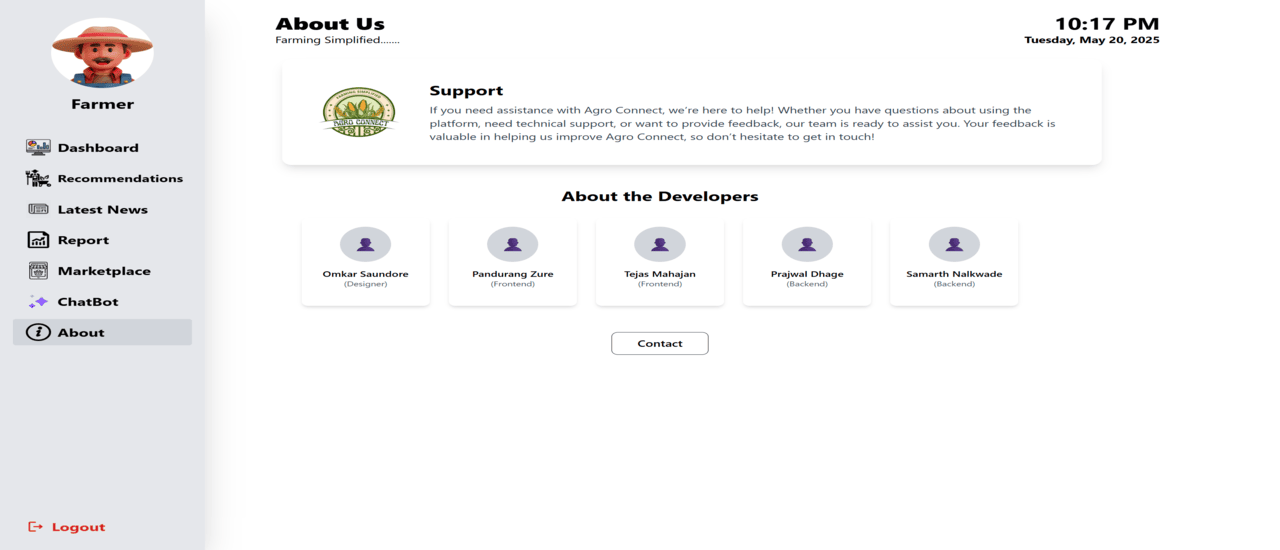 Farmer
Dashboard
Recommendations
Latest News
Report
Marketplace
ChatBot
About
Logout
About Us
Farming Simplified.......
10:17 PM
Tuesday, May 20, 2025
FARMING SIMPLIFIED
AGRO CONNECT
Support
If you need assistance with Agro Connect, we're here to help! Whether you have questions about using the
platform, need technical support, or want to provide feedback, our team is ready to assist you. Your feedback is
valuable in helping us improve Agro Connect, so don't hesitate to get in touch!
About the Developers
Omkar Saundore
(Designer)
Pandurang Zure
(Frontend)
Tejas Mahajan
(Frontend)
Prajwal Dhage
(Backend)
Samarth Nalkwade
(Backend)
Contact